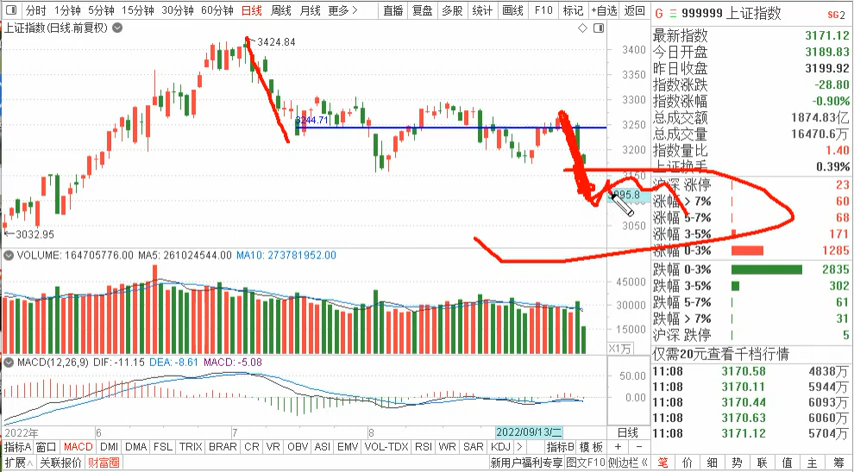 分时 1分钟 5分钟 15分钟 30分钟 60分钟 日线 周线 月线 更多> 直播 复盘 多股 统计 画线 F10 标记 +自选 返回
上证指数(日线.前复权)
3424.84
3244.71
3032.95
3400
3350
3300
3250
3200
3150
3050
VOLUME: 164705776.00 MA5: 261024544.00 MA10: 273781952.00
45000
30000
15000
X1万
MACD(12,26,9) DIF: -11.15 DEA: -8.61 MACD: -5.08
50.00
0.00
2022年 6 7 8 2022/09/13/二 日线
指标A 窗口 MACD DMI DMA FSL TRIX BRAR CR VR OBV ASI EMV VOL-TDX RSI WR SAR KDJ > 指标B 模板 + -
扩展∧ 关联报价 财富圈 新用户福利专享 图文F10 侧边栏
G 999999 上证指数 SG2
最新指数 3171.12
今日开盘 3189.83
昨日收盘 3199.92
指数涨跌 -28.80
指数涨幅 -0.90%
总成交额 1874.83亿
总成交量 16470.6万
指数量比 1.40
上证换手 0.39%
沪深 涨停 23
涨幅 > 7% 60
涨幅 5-7% 68
涨幅 3-5% 171
涨幅 0-3% 1285
跌幅 0-3% 2835
跌幅 3-5% 302
跌幅 5-7% 61
跌幅 > 7% 31
沪深 跌停 5
仅需20元查看千档行情
11:08 3170.58 4838万
11:08 3170.11 5944万
11:08 3170.44 6093万
11:08 3170.63 6060万
11:08 3171.12 5704万
笔 价 细 势 联 值 主 筹